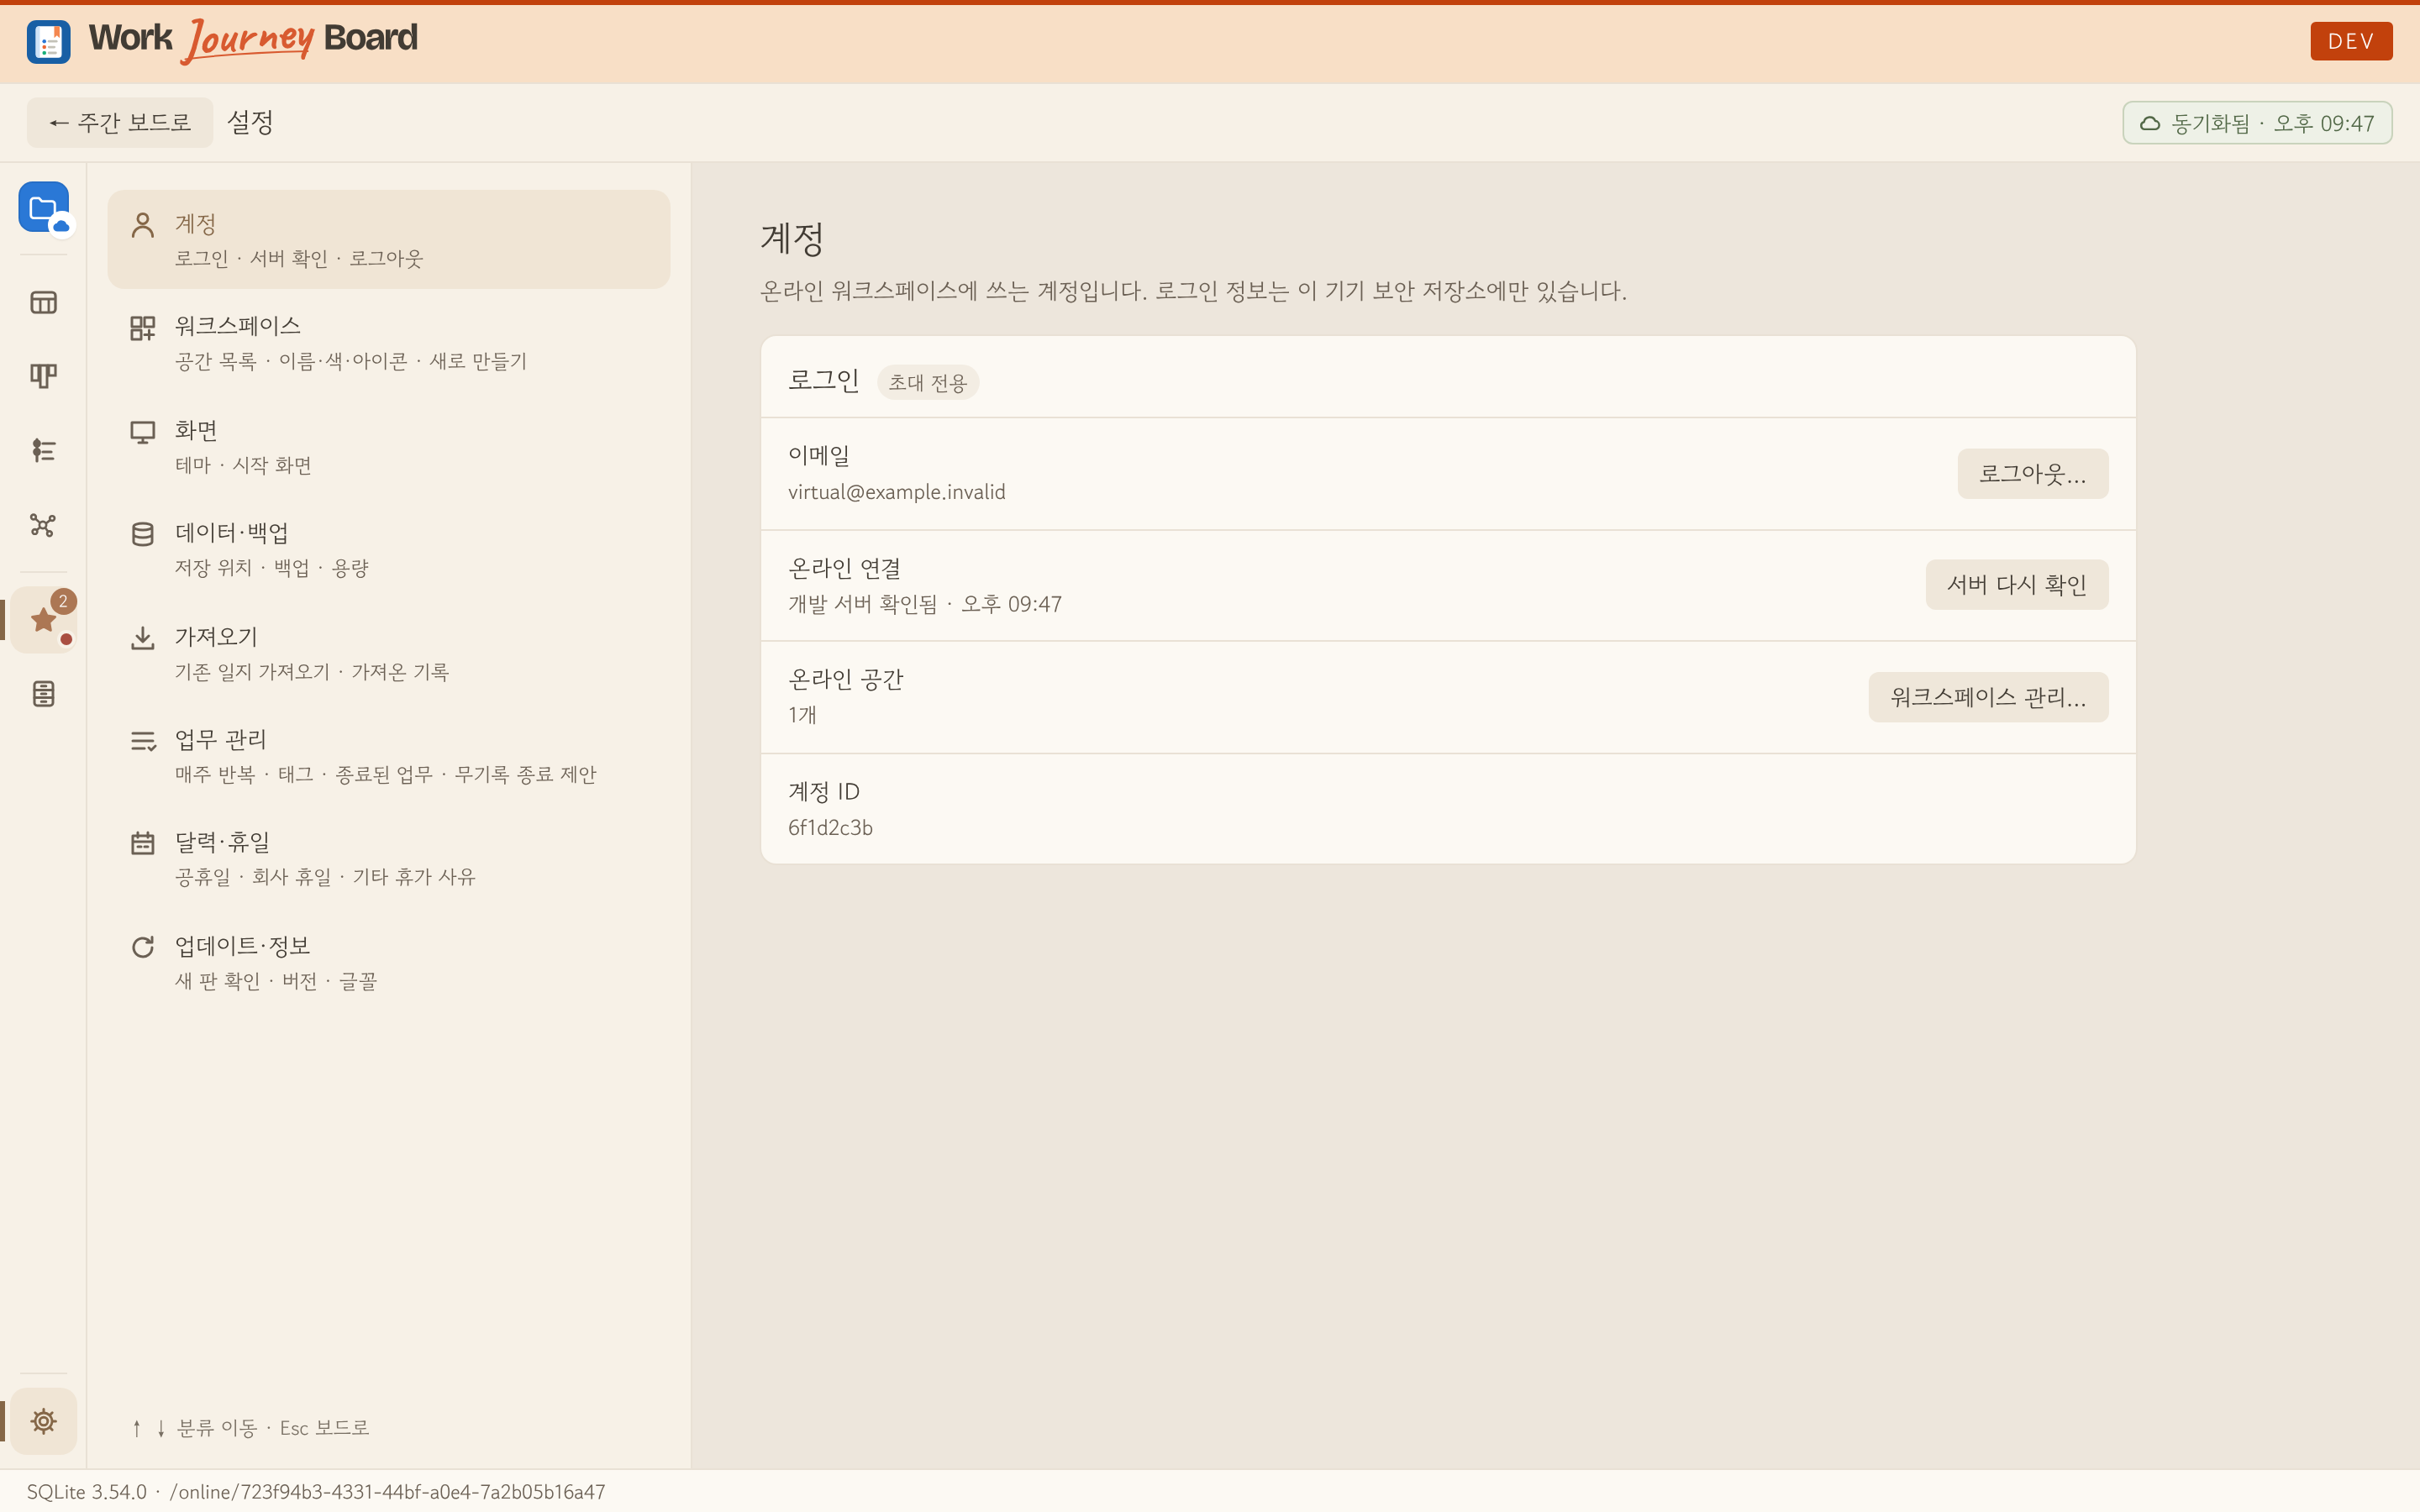 Work Journey Board
DEV
← 주간 보드로
설정
동기화됨 · 오후 09:47
계정
로그인 · 서버 확인 · 로그아웃
워크스페이스
공간 목록 · 이름·색·아이콘 · 새로 만들기
화면
테마 · 시작 화면
데이터·백업
저장 위치 · 백업 · 용량
가져오기
기존 일지 가져오기 · 가져온 기록
2
업무 관리
매주 반복 · 태그 · 종료된 업무 · 무기록 종료 제안
달력·휴일
공휴일 · 회사 휴일 · 기타 휴가 사유
업데이트·정보
새 판 확인 · 버전 · 글꼴
↑ ↓ 분류 이동 · Esc 보드로
계정
온라인 워크스페이스에 쓰는 계정입니다. 로그인 정보는 이 기기 보안 저장소에만 있습니다.
로그인 초대 전용
이메일
virtual@example.invalid
로그아웃...
온라인 연결
개발 서버 확인됨 · 오후 09:47
서버 다시 확인
온라인 공간
1개
워크스페이스 관리...
계정 ID
6f1d2c3b
SQLite 3.54.0 · /online/723f94b3-4331-44bf-a0e4-7a2b05b16a47